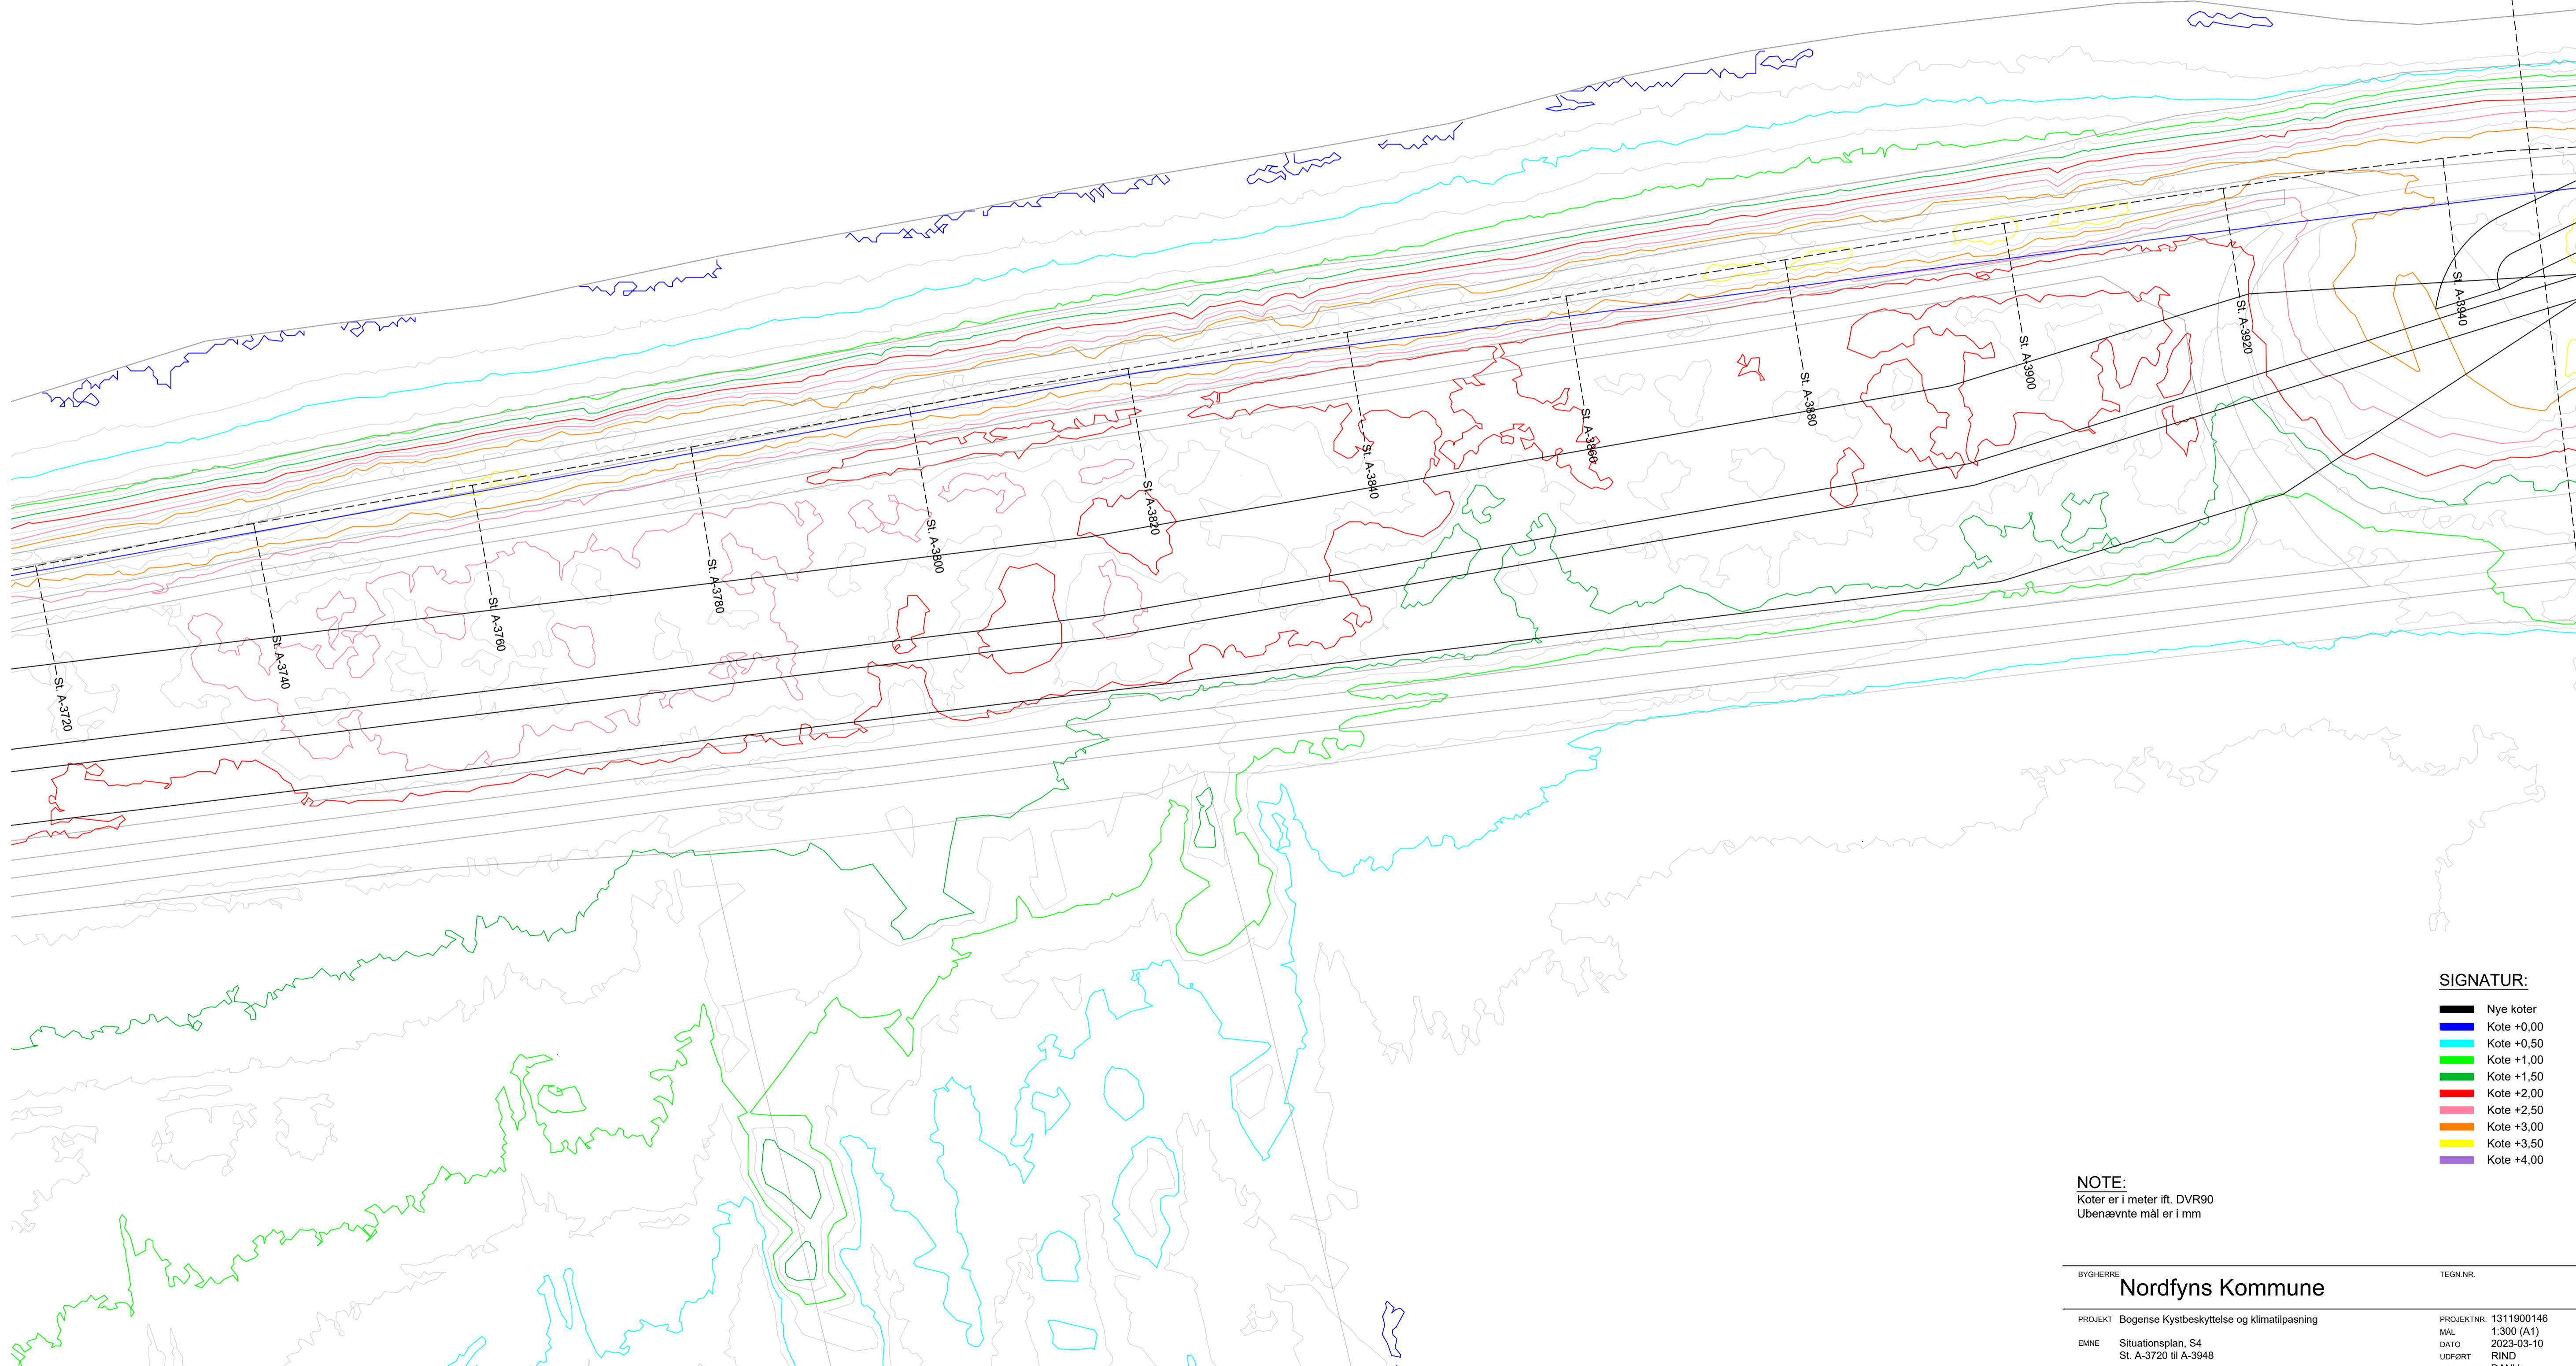 St. A-3720
St. A-3740
St. A-3760
St. A-3780
St. A-3800
St. A-3820
St. A-3840
St. A-3860
St. A-3880
St. A-3900
St. A-3920
St. A-3940
SIGNATUR:
Nye koter
Kote +0,00
Kote +0,50
Kote +1,00
Kote +1,50
Kote +2,00
Kote +2,50
Kote +3,00
Kote +3,50
Kote +4,00
NOTE:
Koter er i meter ift. DVR90
Ubenævnte mål er i mm
BYGHERRE Nordfyns Kommune
TEGN.NR.
PROJEKT Bogense Kystbeskyttelse og klimatilpasning
EMNE Situationsplan, S4
St. A-3720 til A-3948
PROJEKTNR. 1311900146
MÅL 1:300 (A1)
DATO 2023-03-10
UDFØRT RIND